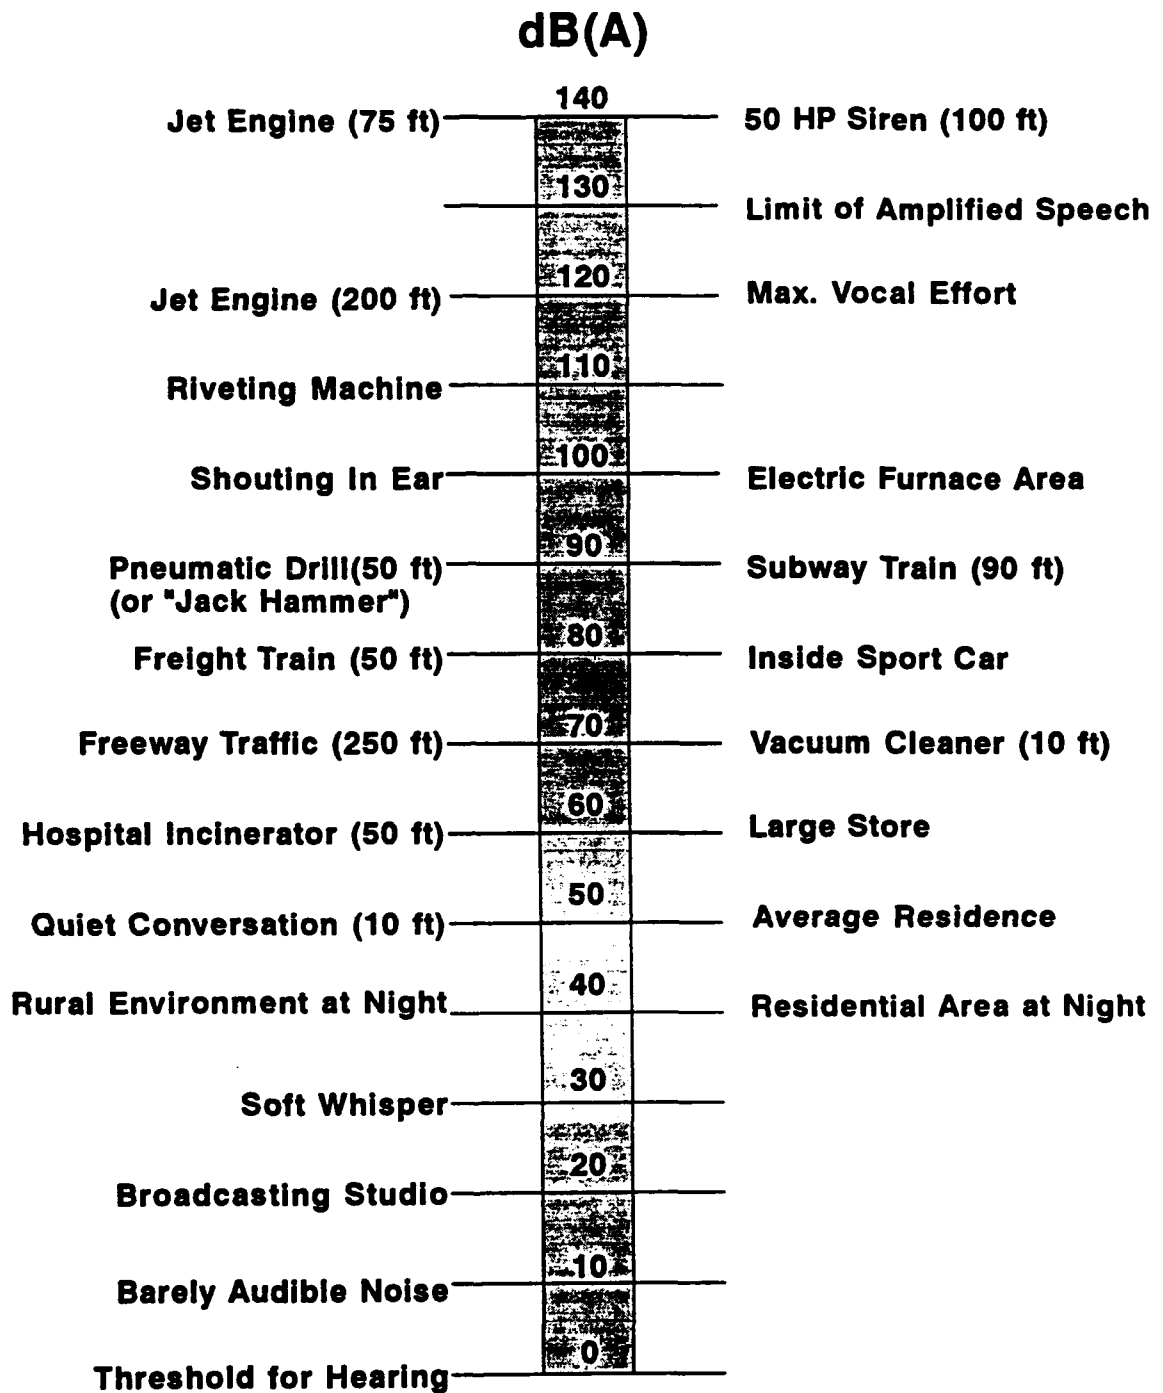 dB(A)
Jet Engine (75 ft) 140 50 HP Siren (100 ft)
130 Limit of Amplified Speech
Jet Engine (200 ft) 120 Max. Vocal Effort
Riveting Machine 110
Shouting In Ear 100 Electric Furnace Area
Pneumatic Drill(50 ft) 90 Subway Train (90 ft)
(or "Jack Hammer")
Freight Train (50 ft) 80 Inside Sport Car
Freeway Traffic (250 ft) 70 Vacuum Cleaner (10 ft)
Hospital Incinerator (50 ft) 60 Large Store
Quiet Conversation (10 ft) 50 Average Residence
Rural Environment at Night 40 Residential Area at Night
Soft Whisper 30
Broadcasting Studio 20
Barely Audible Noise 10
Threshold for Hearing 0